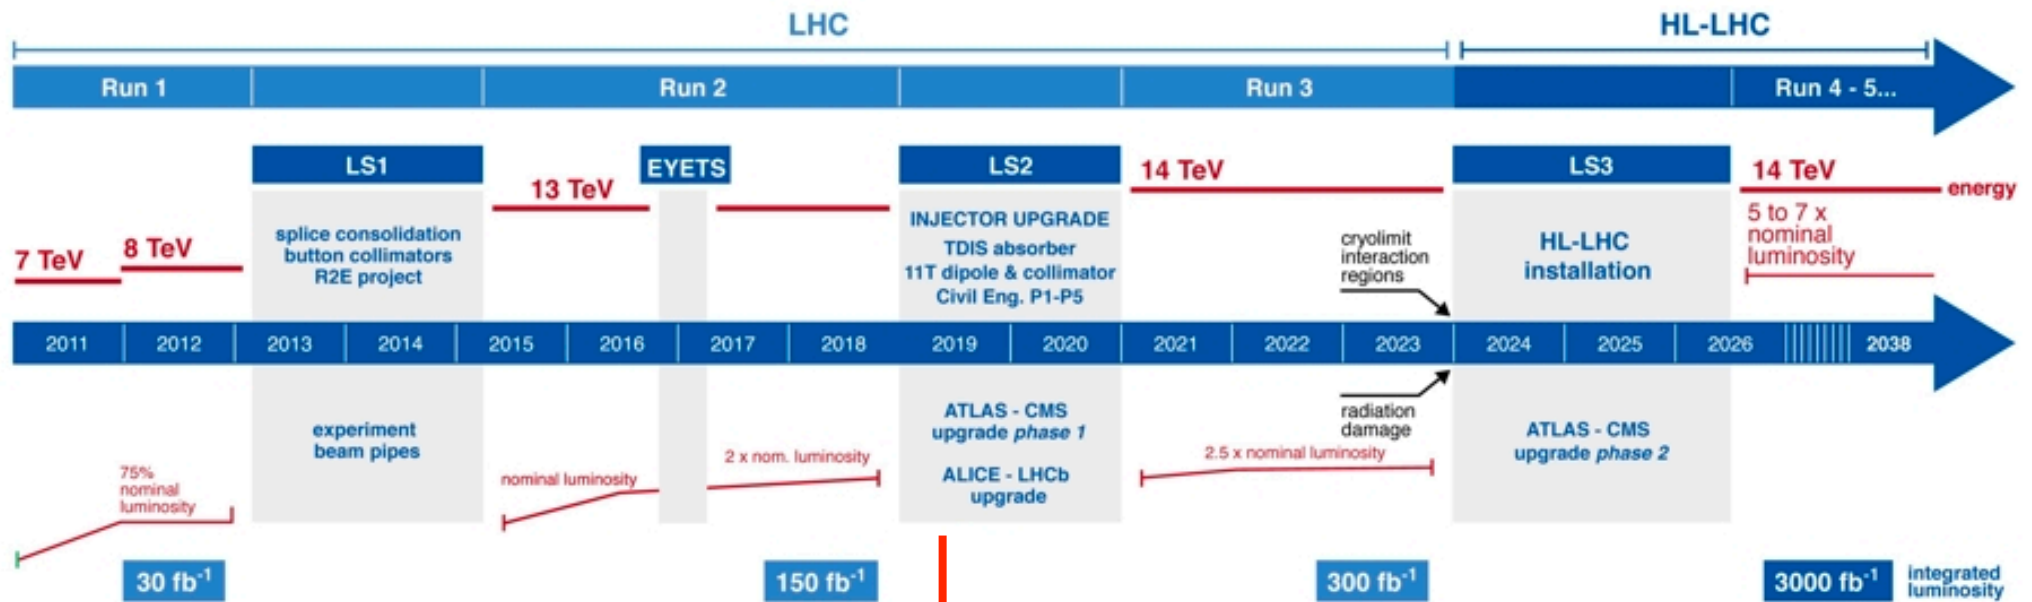 LHC
HL-LHC
Run 1
Run 2
Run 3
Run 4 - 5...
LS1
EYETS
LS2
LS3
14 TeV
14 TeV
energy
13 TeV
7 TeV
8 TeV
splice consolidation
button collimators
R2E project
INJECTOR UPGRADE
TDIS absorber
11T dipole & collimator
Civil Eng. P1-P5
cryolimit
interaction
regions
HL-LHC
installation
5 to 7 x
nominal
luminosity
2011
2012
2013
2014
2015
2016
2017
2018
2019
2020
2021
2022
2023
2024
2025
2026
2038
75%
nominal
luminosity
experiment
beam pipes
nominal luminosity
2 x nom. luminosity
ATLAS - CMS
upgrade phase 1
ALICE - LHCb
upgrade
2.5 x nominal luminosity
radiation
damage
ATLAS - CMS
upgrade phase 2
30 fb-1
150 fb-1
300 fb-1
3000 fb-1
integrated
luminosity